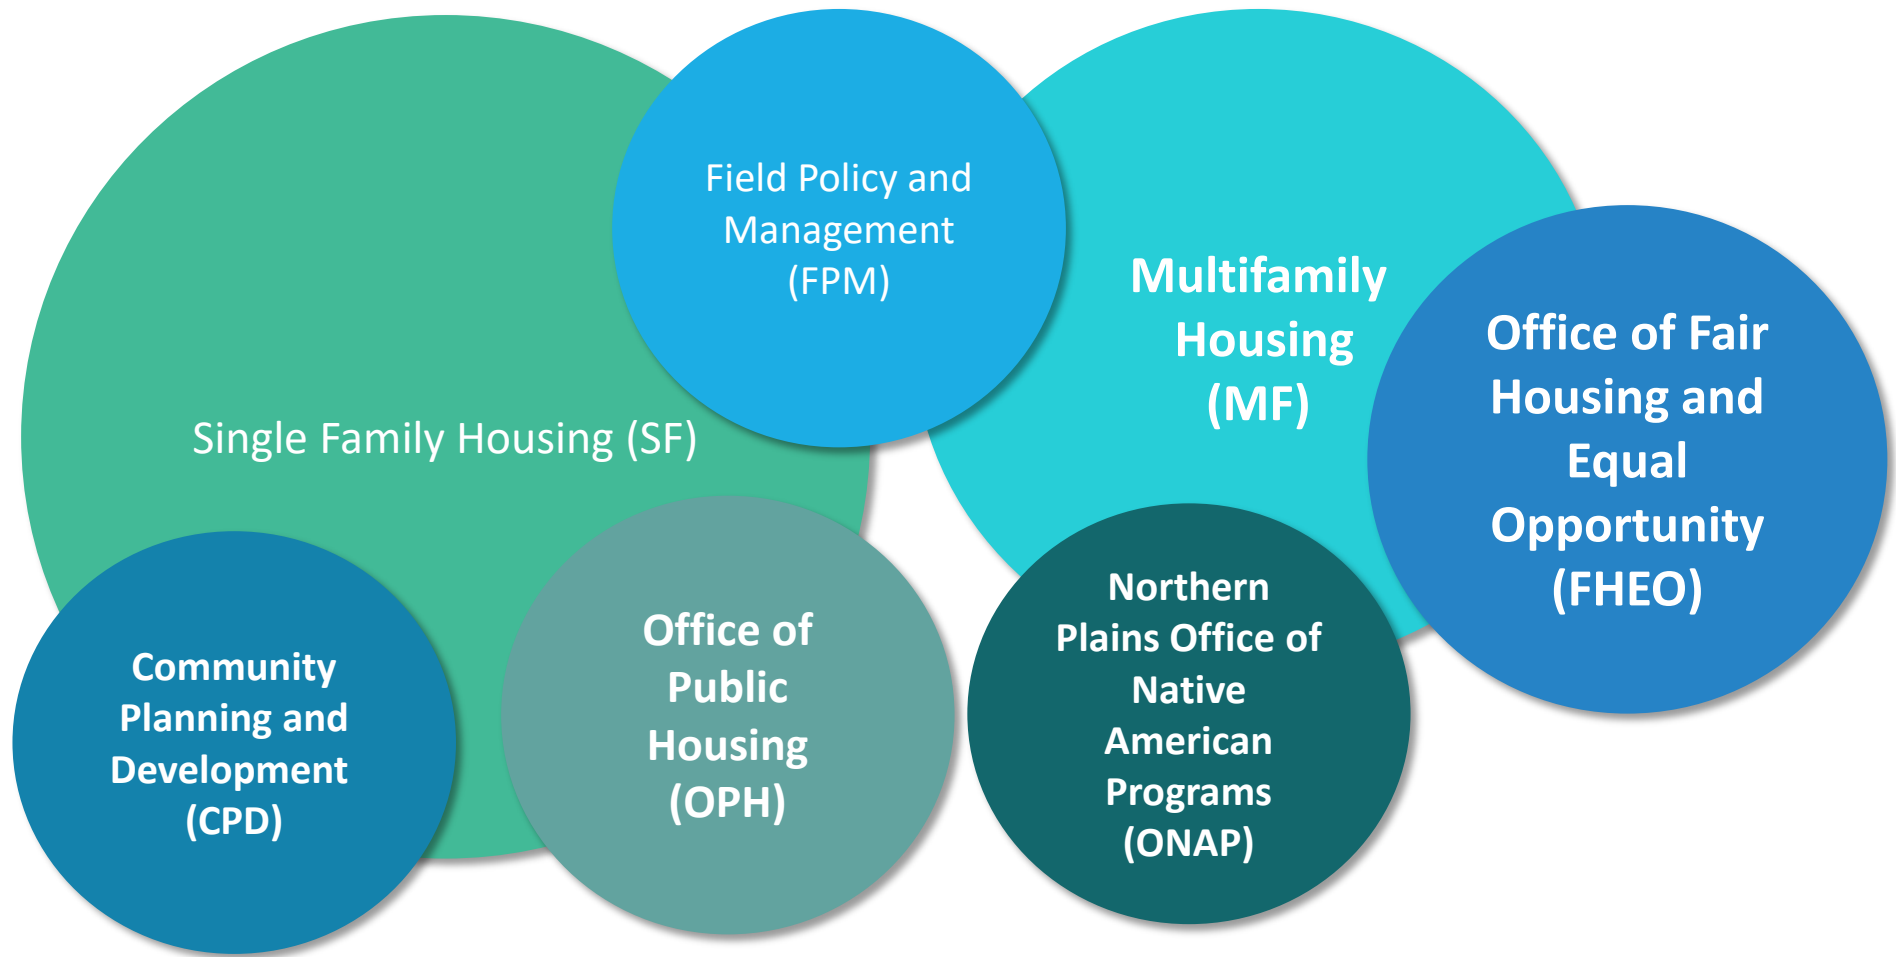 Field Policy and
Management
(FPM)
Multifamily
Housing
(MF)
Office of Fair
Housing and
Equal
Opportunity
(FHEO)
Single Family Housing (SF)
Community
Planning and
Development
(CPD)
Office of
Public
Housing
(OPH)
Northern
Plains Office of
Native
American
Programs
(ONAP)